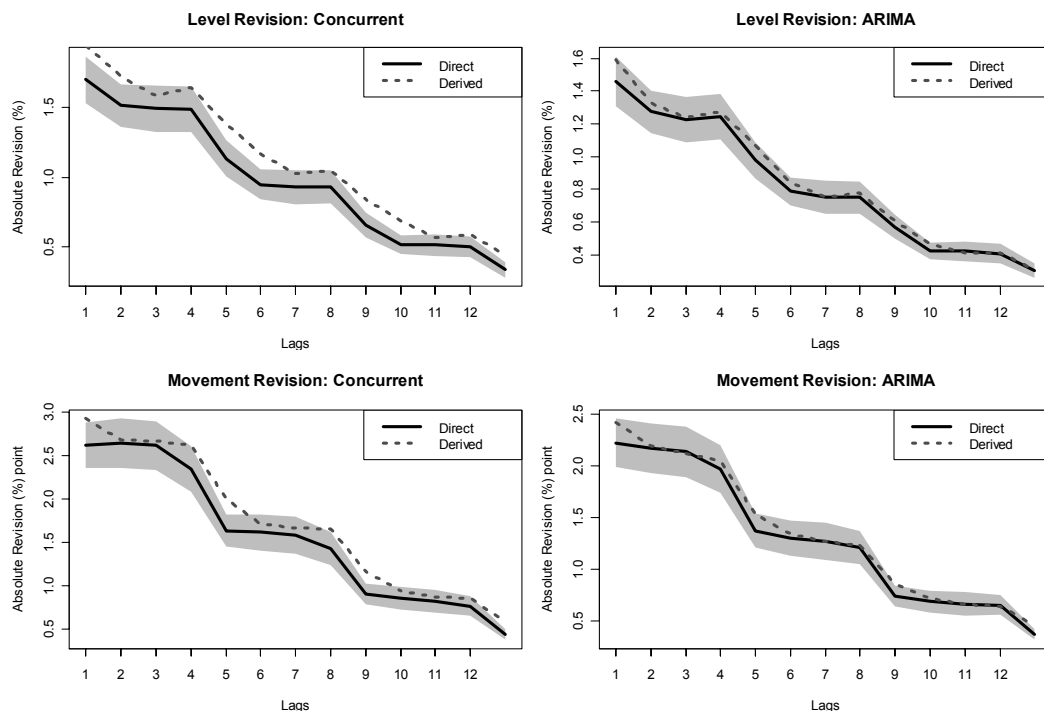 Level Revision: Concurrent
Absolute Revision (%)
0.5 1.0 1.5
Direct
Derived
1 2 3 4 5 6 7 8 9 10 11 12
Lags
Level Revision: ARIMA
Absolute Revision (%)
0.4 0.6 0.8 1.0 1.2 1.4 1.6
Direct
Derived
1 2 3 4 5 6 7 8 9 10 11 12
Lags
Movement Revision: Concurrent
Absolute Revision (%) point
0.5 1.0 1.5 2.0 2.5 3.0
Direct
Derived
1 2 3 4 5 6 7 8 9 10 11 12
Lags
Movement Revision: ARIMA
Absolute Revision (%) point
0.5 1.0 1.5 2.0 2.5
Direct
Derived
1 2 3 4 5 6 7 8 9 10 11 12
Lags